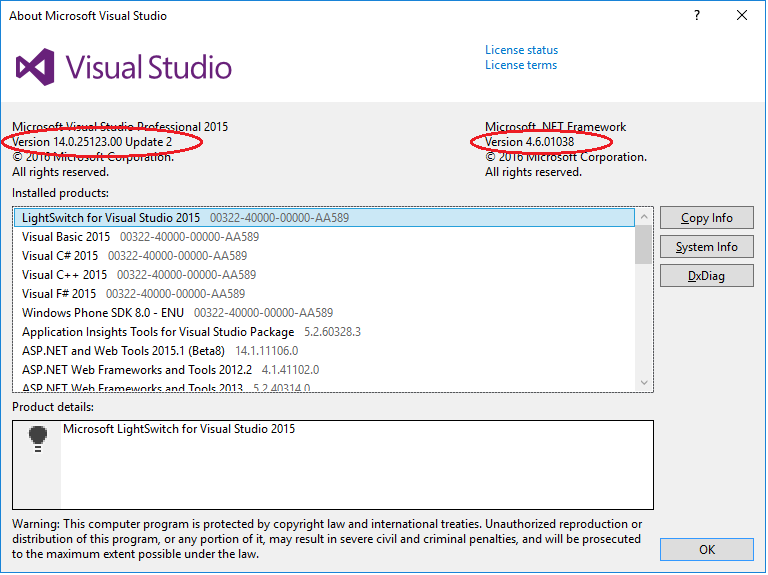 About Microsoft Visual Studio
?
License status
License terms
Visual Studio
Microsoft Visual Studio Professional 2015
Version 14.0.25123.00 Update 2
© 2016 Microsoft Corporation.
All rights reserved.
Microsoft .NET Framework
Version 4.6.01038
© 2016 Microsoft Corporation.
All rights reserved.
Installed products:
LightSwitch for Visual Studio 2015 00322-40000-00000-AA589
Visual Basic 2015 00322-40000-00000-AA589
Visual C# 2015 00322-40000-00000-AA589
Visual C++ 2015 00322-40000-00000-AA589
Visual F# 2015 00322-40000-00000-AA589
Windows Phone SDK 8.0 - ENU 00322-40000-00000-AA589
Application Insights Tools for Visual Studio Package 5.2.60328.3
ASP.NET and Web Tools 2015.1 (Beta8) 14.1.11106.0
ASP.NET Web Frameworks and Tools 2012.2 4.1.41102.0
ASP.NET Web Frameworks and Tools 2013 5.2.40314.0
Copy Info
System Info
DxDiag
Product details:
Microsoft LightSwitch for Visual Studio 2015
Warning: This computer program is protected by copyright law and international treaties. Unauthorized reproduction or
distribution of this program, or any portion of it, may result in severe civil and criminal penalties, and will be prosecuted
to the maximum extent possible under the law.
OK